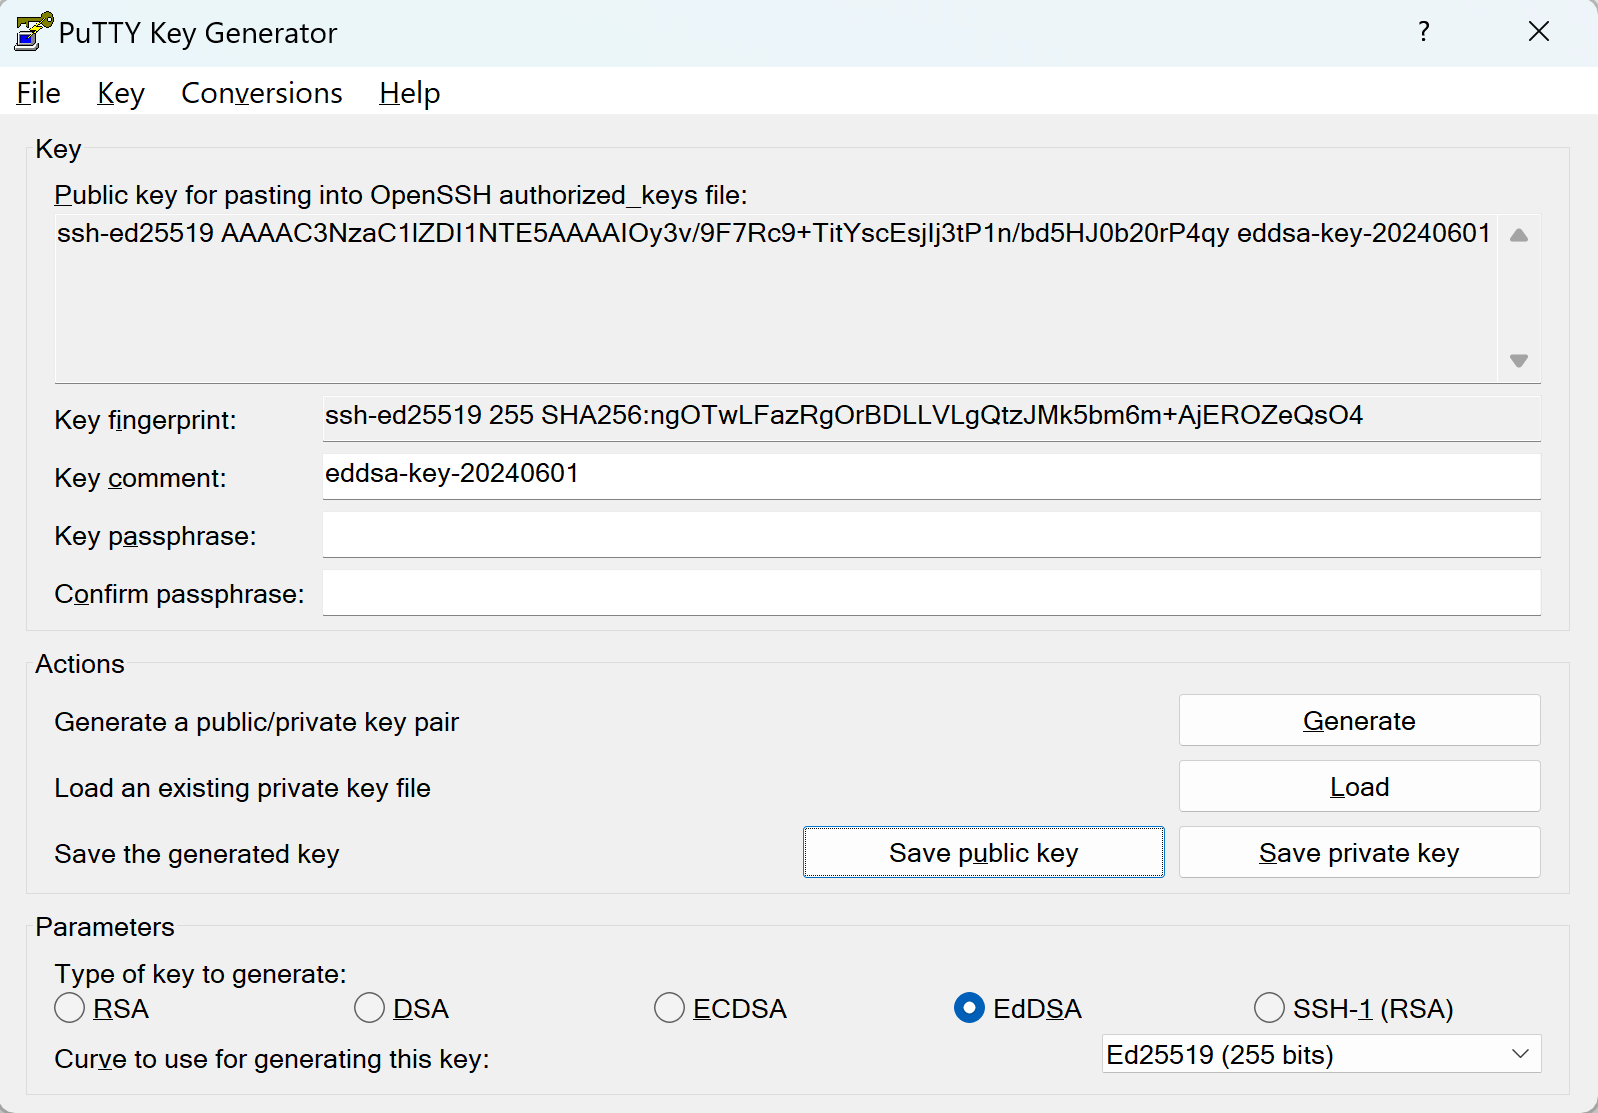 PuTTY Key Generator
?
File Key Conversions Help
Key
Public key for pasting into OpenSSH authorized_keys file:
ssh-ed25519 AAAAC3NzaC1lZDI1NTE5AAAAIOy3v/9F7Rc9+TitYscEsjIj3tP1n/bd5HJ0b20rP4qy eddsa-key-20240601
Key fingerprint: ssh-ed25519 255 SHA256:ngOTwLFazRgOrBDLLVLgQtzJMk5bm6m+AjEROZeQsO4
Key comment: eddsa-key-20240601
Key passphrase:
Confirm passphrase:
Actions
Generate a public/private key pair Generate
Load an existing private key file Load
Save the generated key Save public key Save private key
Parameters
Type of key to generate:
RSA DSA ECDSA EdDSA SSH-1 (RSA)
Curve to use for generating this key: Ed25519 (255 bits)